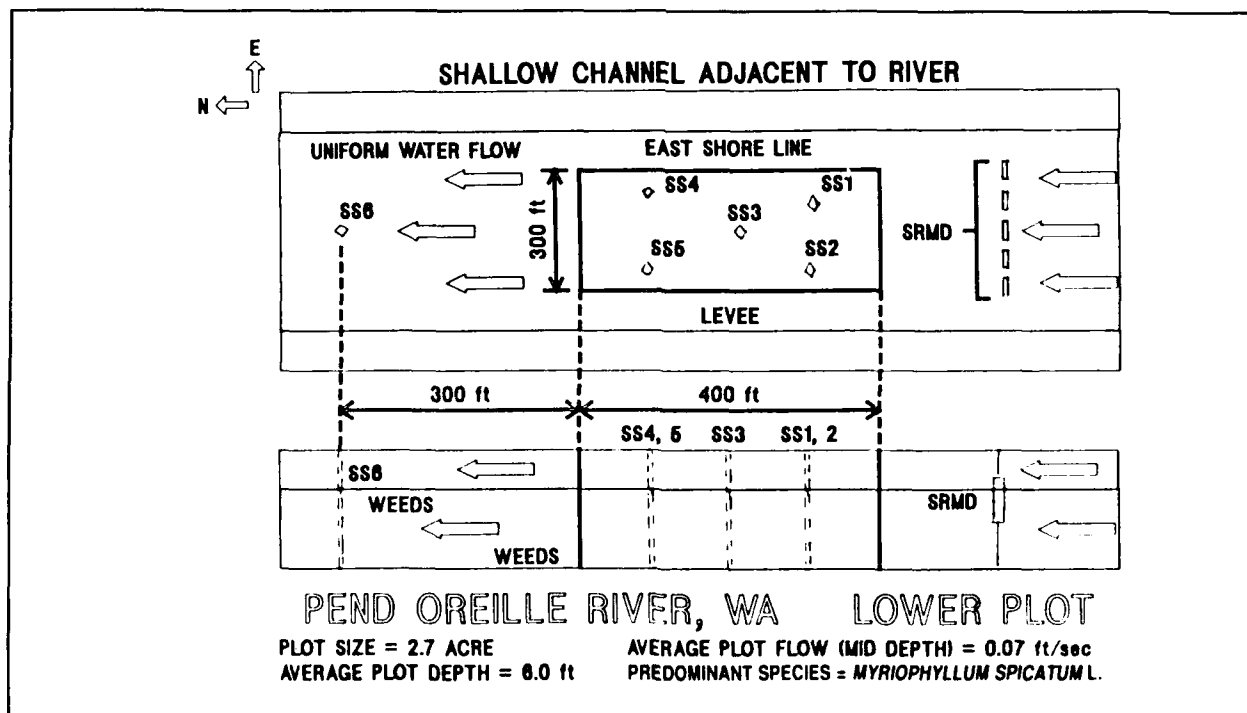 E
N
SHALLOW CHANNEL ADJACENT TO RIVER
UNIFORM WATER FLOW
EAST SHORE LINE
SS4
SS1
SS6
SS3
300 ft
SRMD
SS5
SS2
LEVEE
300 ft
400 ft
SS4, 5
SS3
SS1, 2
SS6
WEEDS
SRMD
WEEDS
PEND OREILLE RIVER, WA LOWER PLOT
PLOT SIZE = 2.7 ACRE
AVERAGE PLOT FLOW (MID DEPTH) = 0.07 ft/sec
AVERAGE PLOT DEPTH = 6.0 ft
PREDOMINANT SPECIES = MYRIOPHYLLUM SPICATUM L.